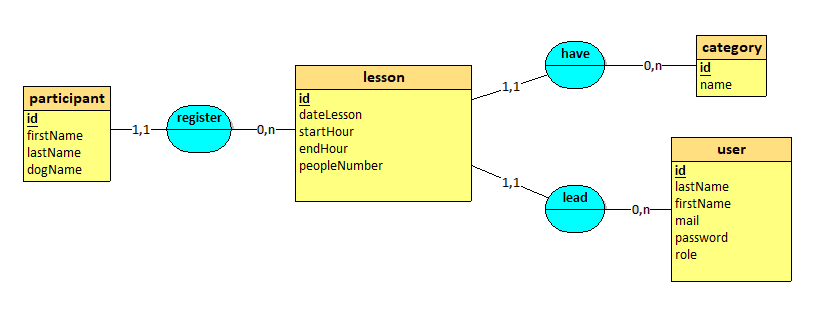 participant
id
firstName
lastName
dogName
1,1
register
0,n
lesson
id
dateLesson
startHour
endHour
peopleNumber
1,1
have
0,n
category
id
name
1,1
lead
0,n
user
id
lastName
firstName
mail
password
role